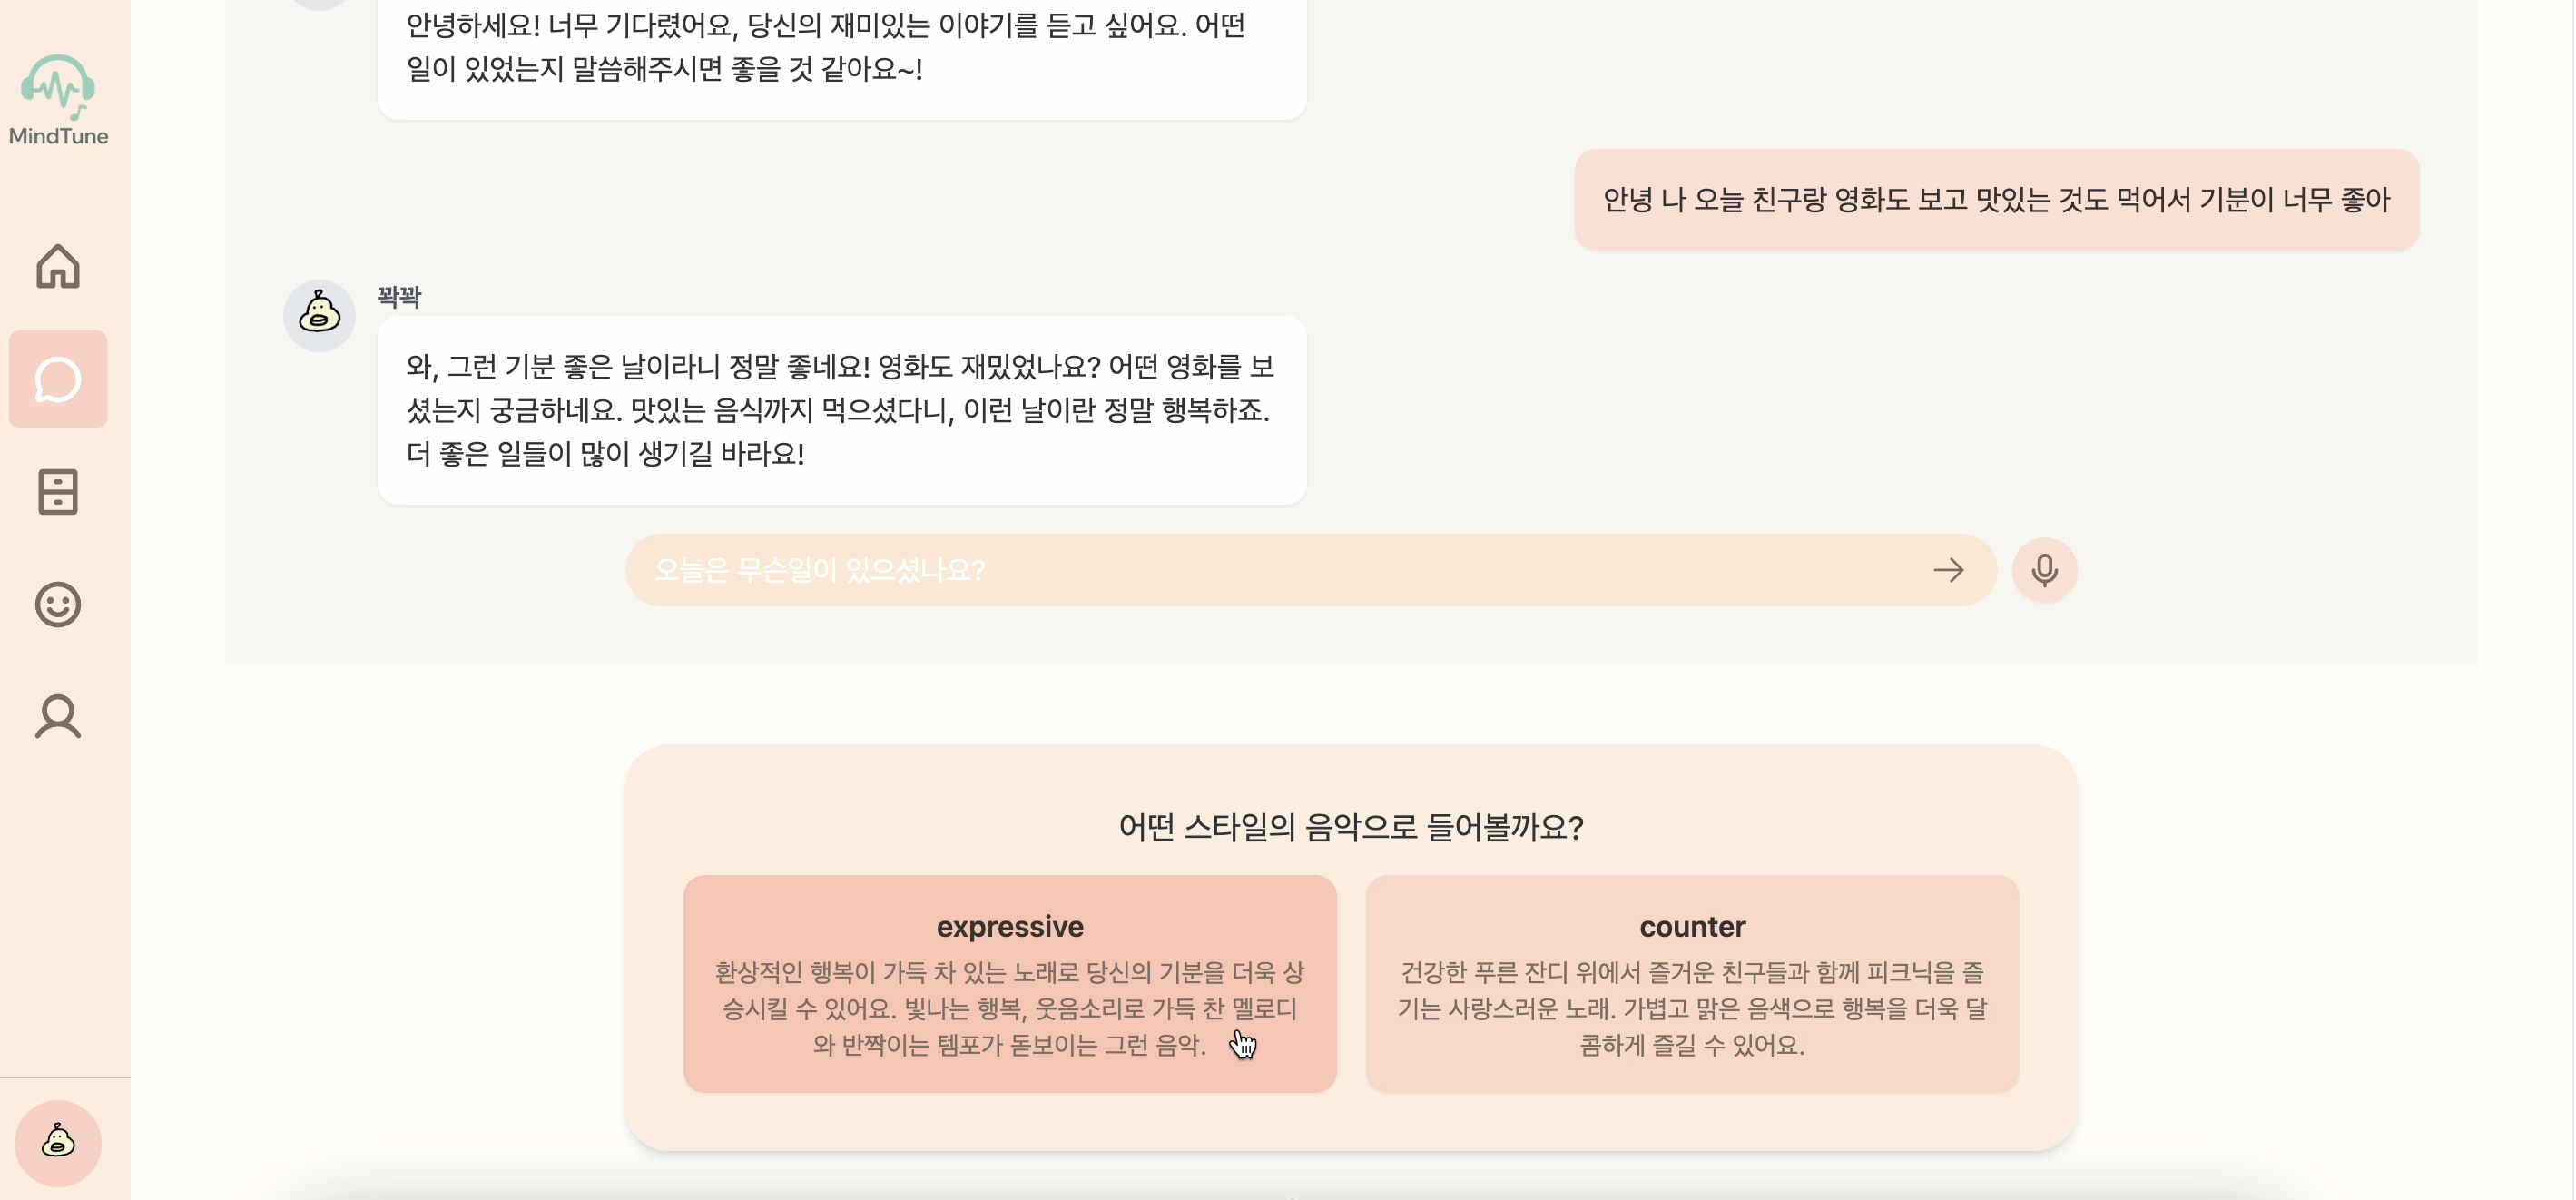 안녕하세요! 너무 기다렸어요, 당신의 재미있는 이야기를 듣고 싶어요. 어떤
일이 있었는지 말씀해주시면 좋을 것 같아요~!
MindTune
안녕 나 오늘 친구랑 영화도 보고 맛있는 것도 먹어서 기분이 너무 좋아
꽉꽉
와, 그런 기분 좋은 날이라니 정말 좋네요! 영화도 재밌었나요? 어떤 영화를 보
셨는지 궁금하네요. 맛있는 음식까지 먹으셨다니, 이런 날이란 정말 행복하죠.
더 좋은 일들이 많이 생기길 바라요!
오늘은 무슨일이 있으셨나요?
어떤 스타일의 음악으로 들어볼까요?
expressive
환상적인 행복이 가득 차 있는 노래로 당신의 기분을 더욱 상
승시킬 수 있어요. 빛나는 행복, 웃음소리로 가득 찬 멜로디
와 반짝이는 템포가 돋보이는 그런 음악.
counter
건강한 푸른 잔디 위에서 즐거운 친구들과 함께 피크닉을 즐
기는 사랑스러운 노래. 가볍고 맑은 음색으로 행복을 더욱 달
콤하게 즐길 수 있어요.